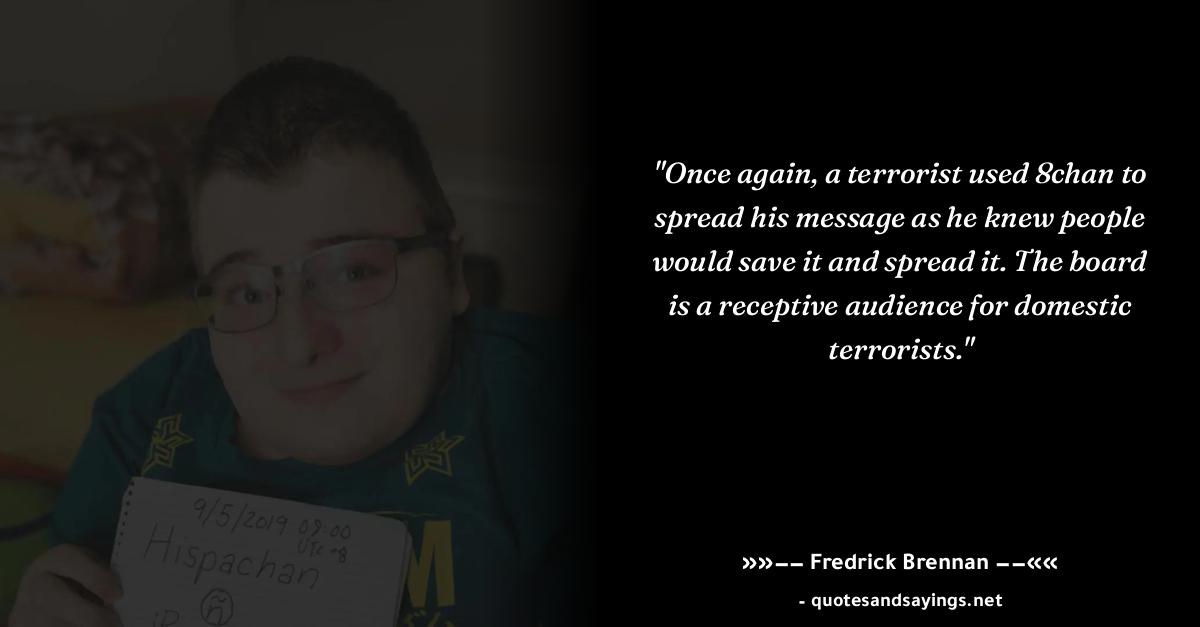 "Once again, a terrorist used 8chan to
spread his message as he knew people
would save it and spread it. The board
is a receptive audience for domestic
terrorists."
»»-- Fredrick Brennan --««
- quotesandsayings.net
9/5/2019 09:00
UTC +8
Hispachan
ñ
M